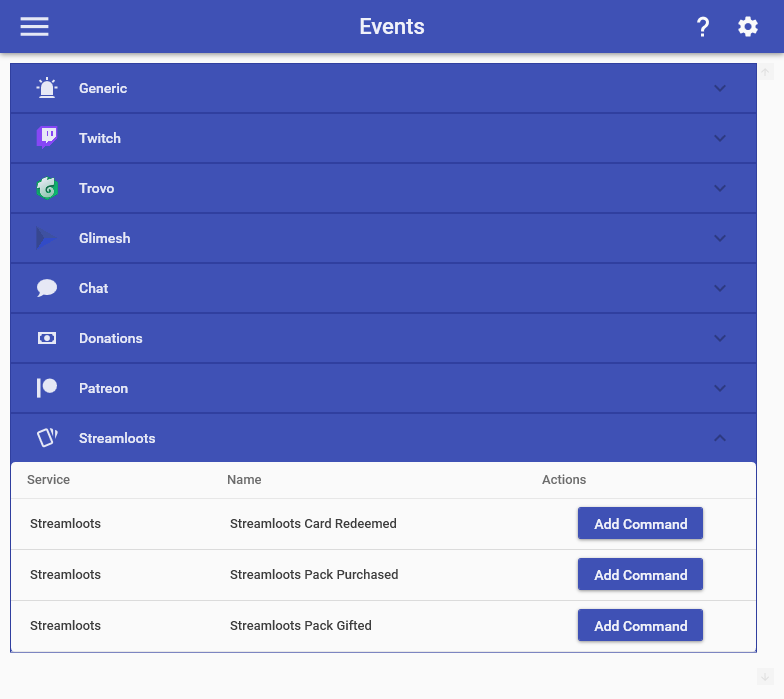 Events ?
Generic
Twitch
Trovo
Glimesh
Chat
Donations
Patreon
Streamloots
Service Name Actions
Streamloots Streamloots Card Redeemed Add Command
Streamloots Streamloots Pack Purchased Add Command
Streamloots Streamloots Pack Gifted Add Command